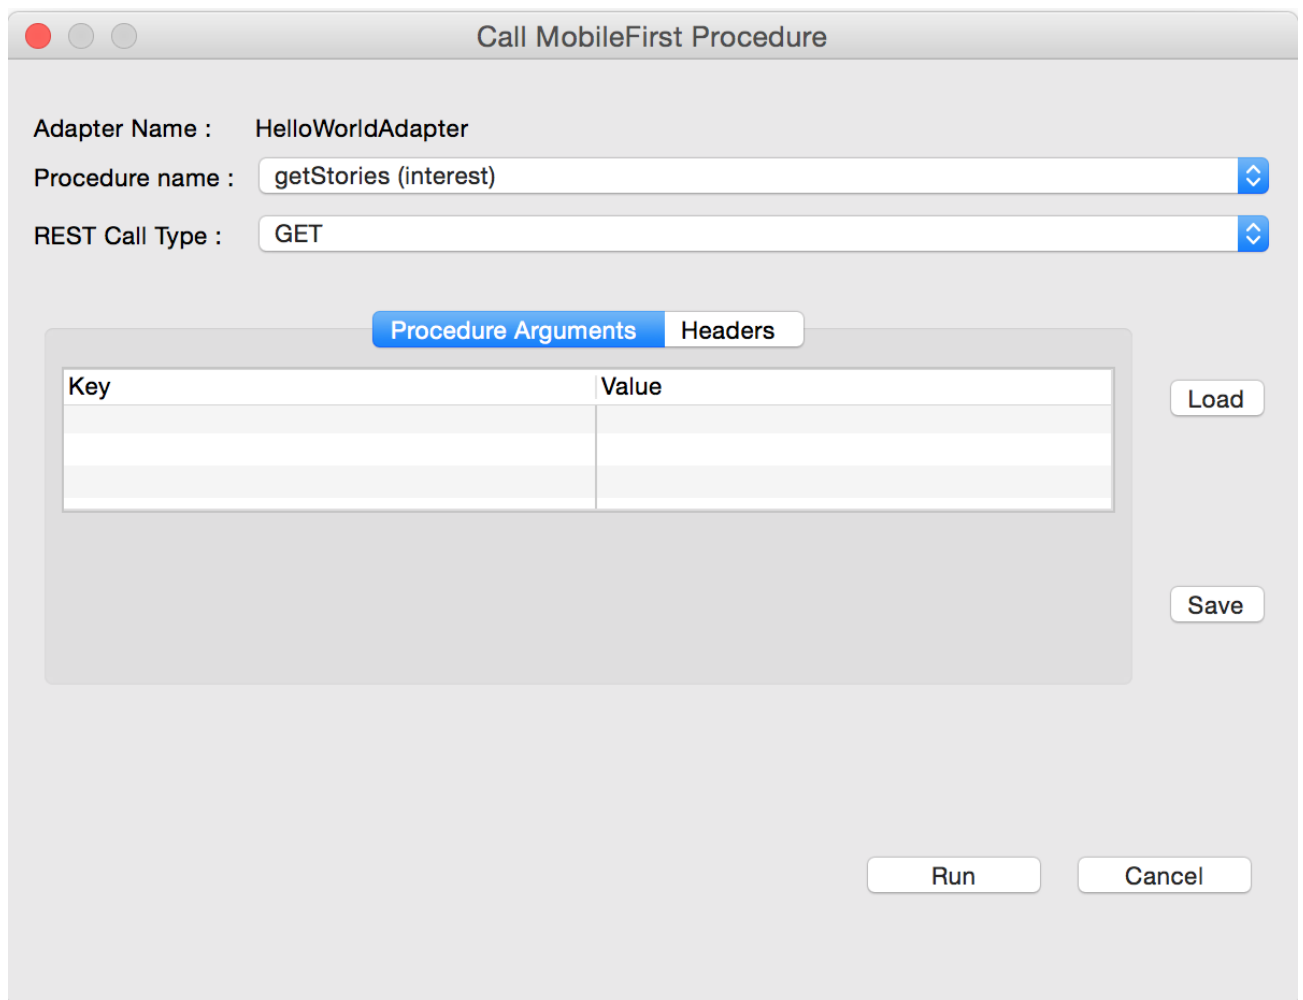 Call MobileFirst Procedure
Adapter Name : HelloWorldAdapter
Procedure name : getStories (interest)
REST Call Type : GET
Procedure Arguments Headers
Key Value
Load
Save
Run Cancel